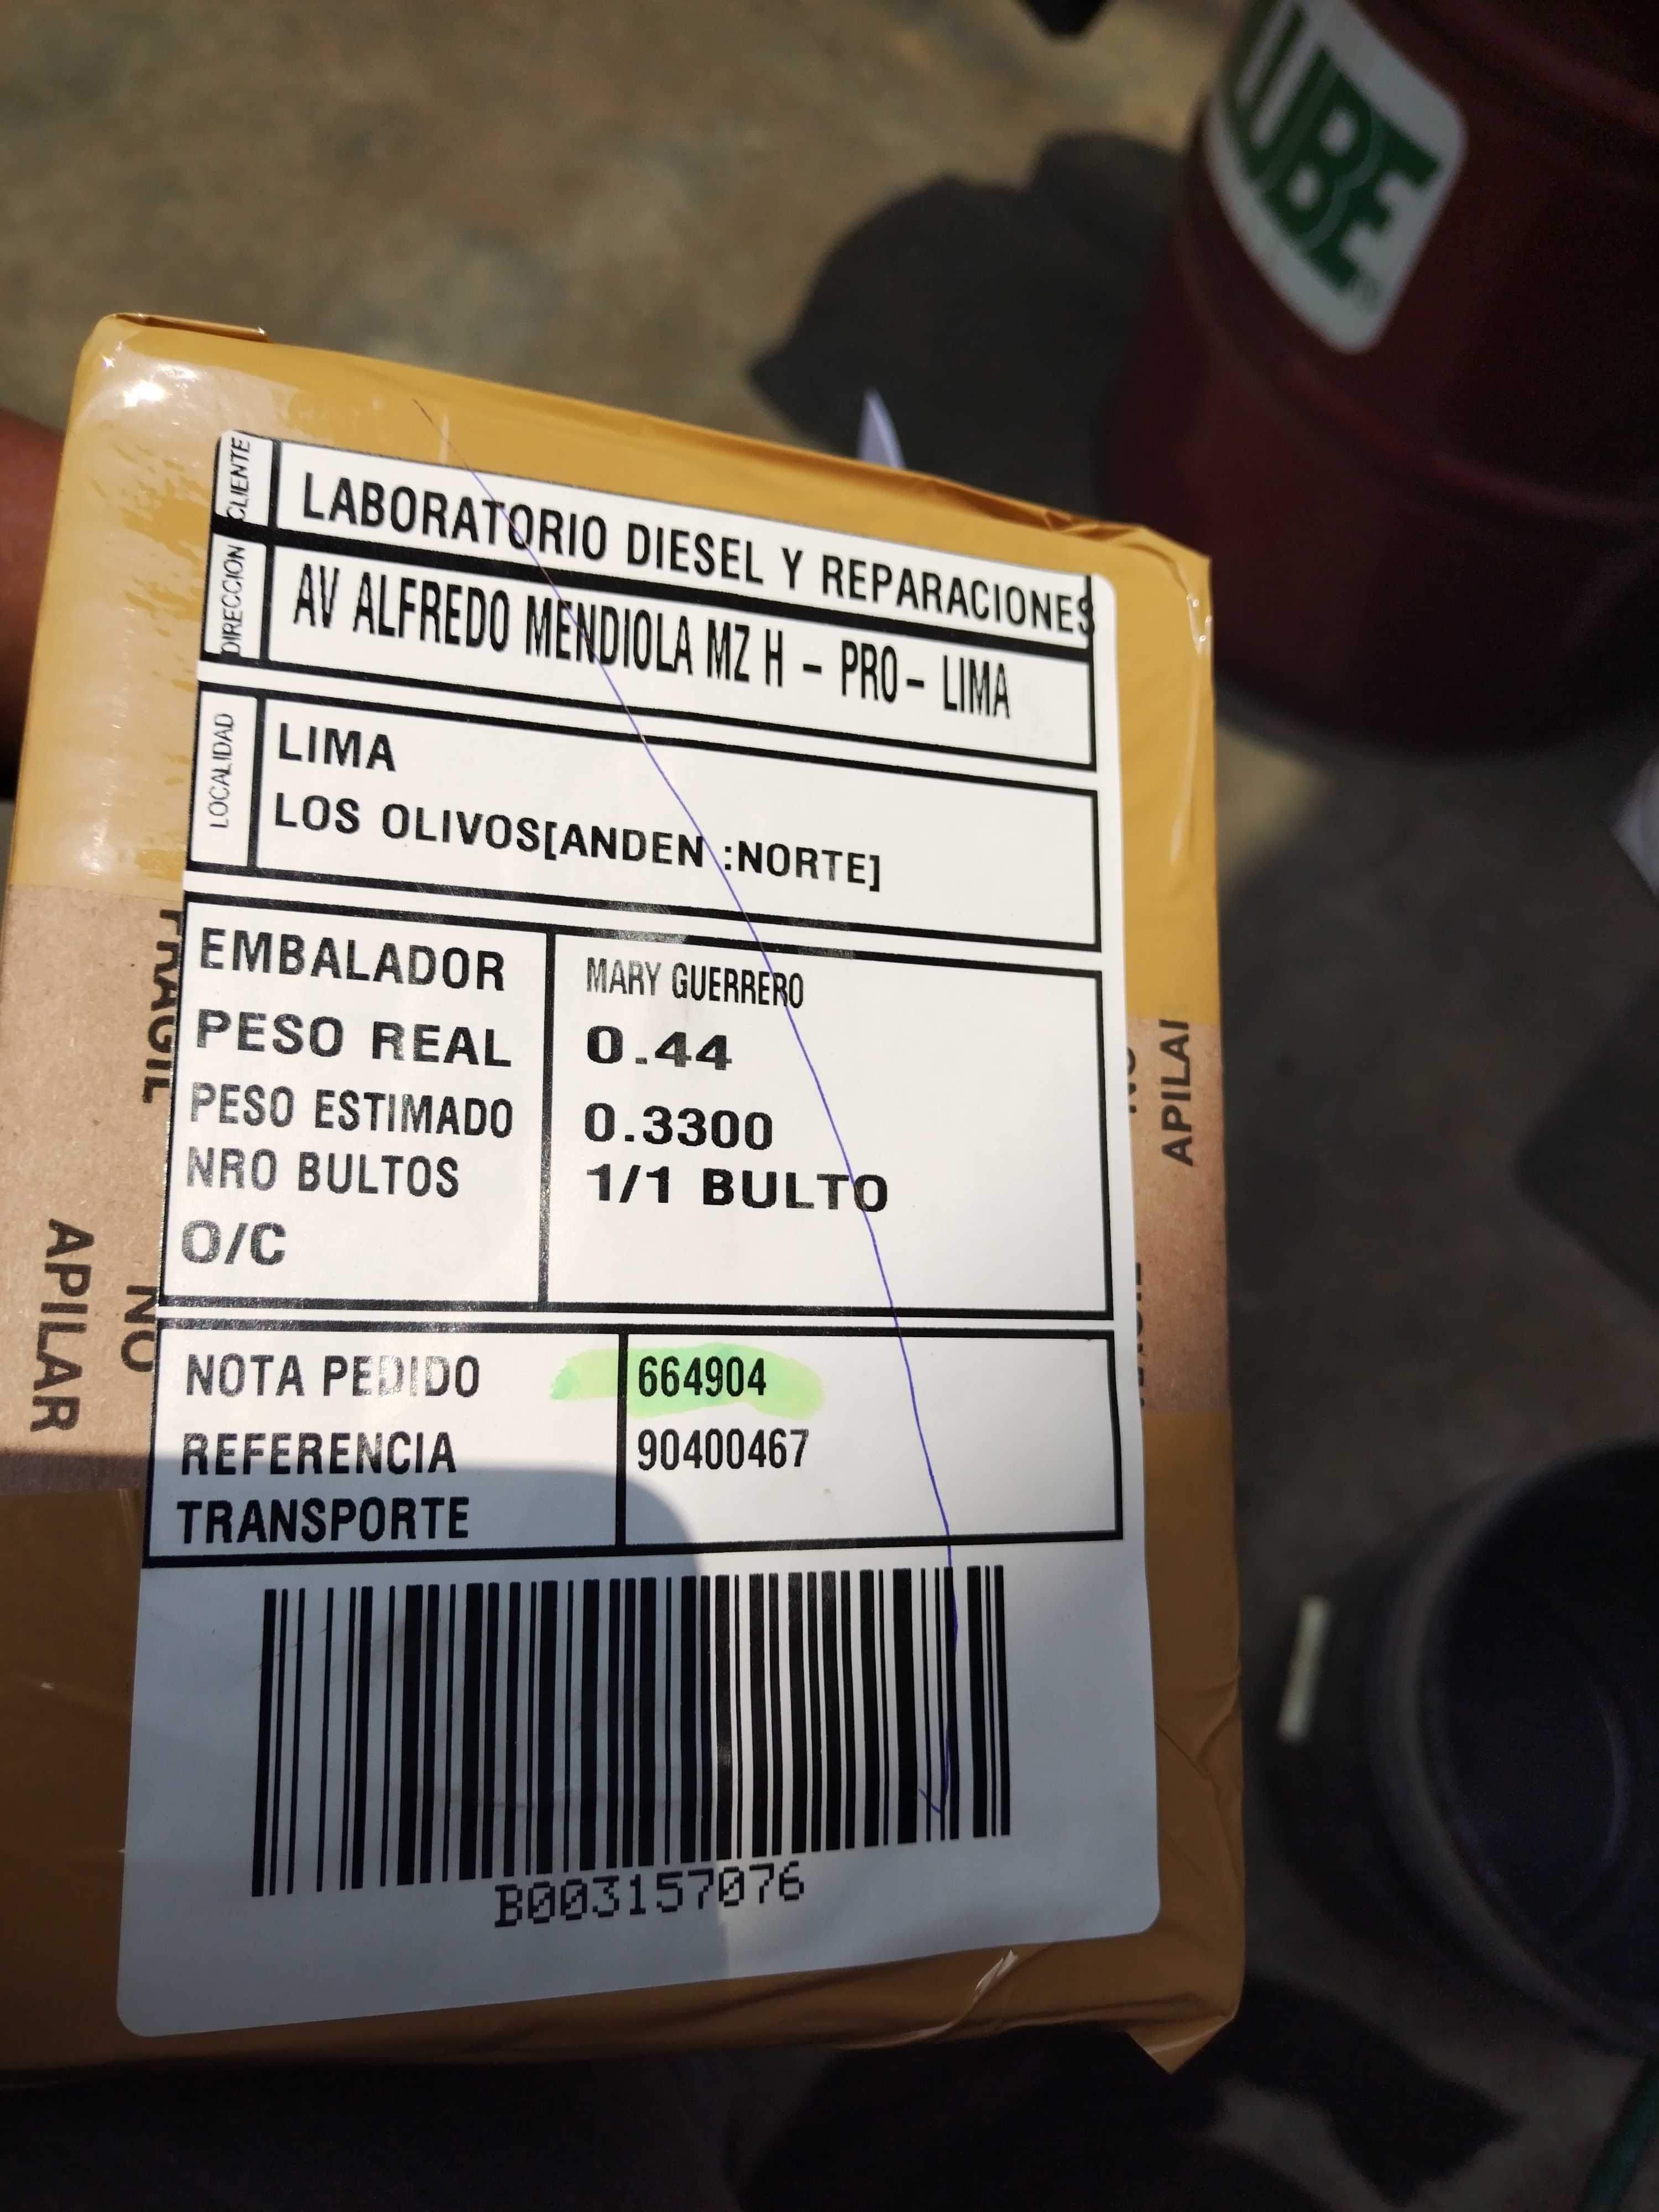 LUBE
CLIENTE
LABORATORIO DIESEL Y REPARACIONES
DIRECCION
AV ALFREDO MENDIOLA MZ H - PRO - LIMA
LOCALIDAD
LIMA
LOS OLIVOS[ANDEN :NORTE]
EMBALADOR MARY GUERRERO
PESO REAL 0.44
PESO ESTIMADO 0.3300
NRO BULTOS 1/1 BULTO
O/C
NOTA PEDIDO 664904
REFERENCIA 90400467
TRANSPORTE
B003157076
FRAGIL
NO
APILAR
NO
APILAR